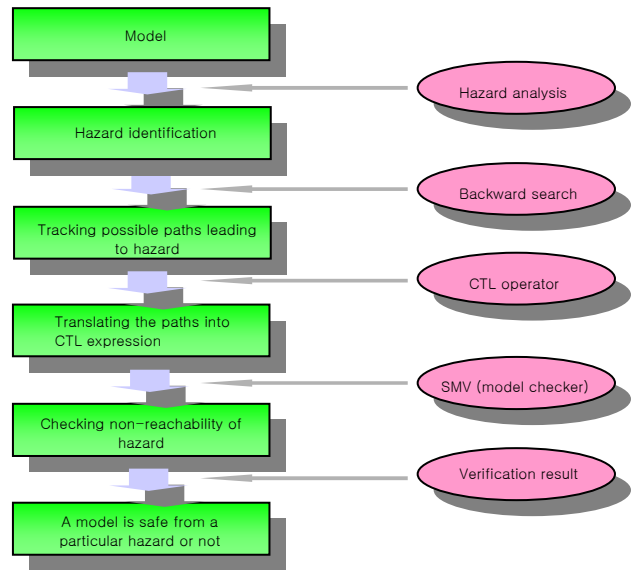 Model
Hazard analysis
Hazard identification
Backward search
Tracking possible paths leading
to hazard
CTL operator
Translating the paths into
CTL expression
SMV (model checker)
Checking non-reachability of
hazard
Verification result
A model is safe from a
particular hazard or not